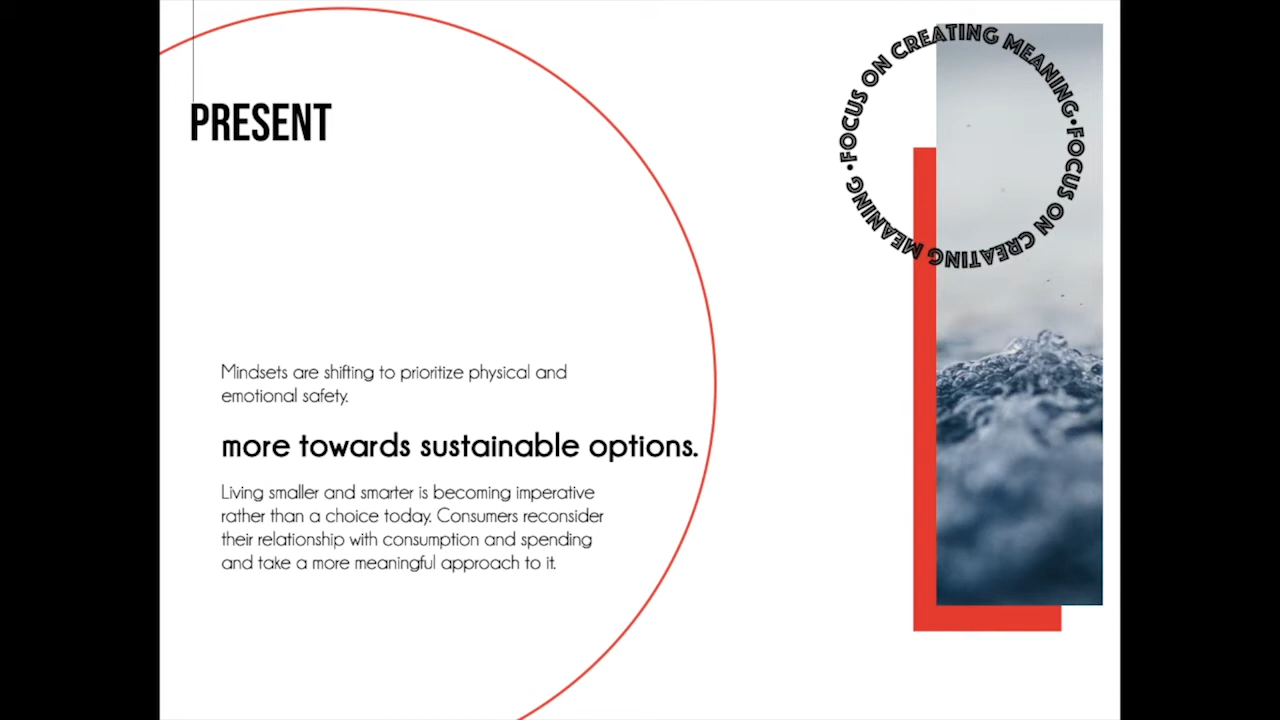 PRESENT
FOCUS ON CREATING MEANING•FOCUS ON CREATING MEANING•
Mindsets are shifting to prioritize physical and
emotional safety.
more towards sustainable options.
Living smaller and smarter is becoming imperative
rather than a choice today. Consumers reconsider
their relationship with consumption and spending
and take a more meaningful approach to it.